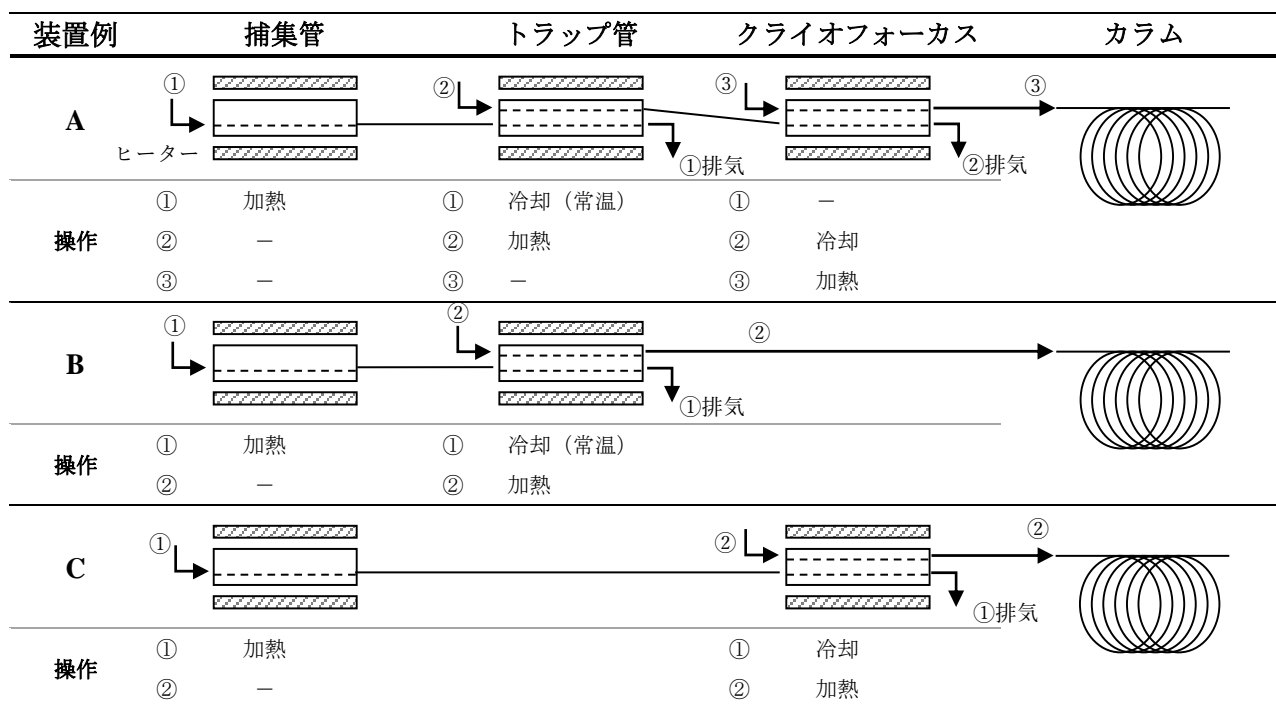 装置例 捕集管 トラップ管 クライオフォーカス カラム
① ② ③ ③
A
ヒーター ①排気 ②排気
① 加熱 ① 冷却（常温） ① －
操作 ② － ② 加熱 ② 冷却
③ － ③ － ③ 加熱
① ② ②
B
①排気
① 加熱 ① 冷却（常温）
操作
② － ② 加熱
① ② ②
C
①排気
① 加熱 ① 冷却
操作
② － ② 加熱